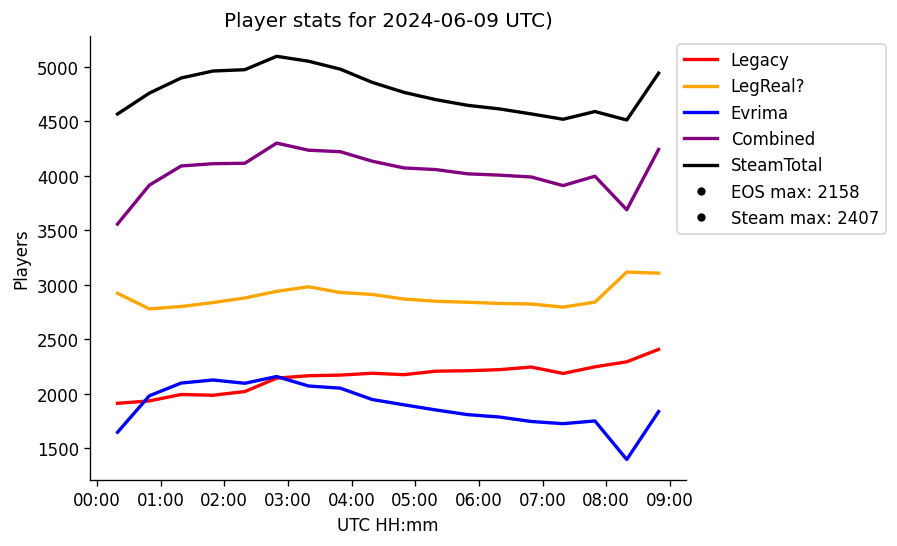 Player stats for 2024-06-09 UTC)
Players
5000
4500
4000
3500
3000
2500
2000
1500
00:00 01:00 02:00 03:00 04:00 05:00 06:00 07:00 08:00 09:00
UTC HH:mm
Legacy
LegReal?
Evrima
Combined
SteamTotal
EOS max: 2158
Steam max: 2407